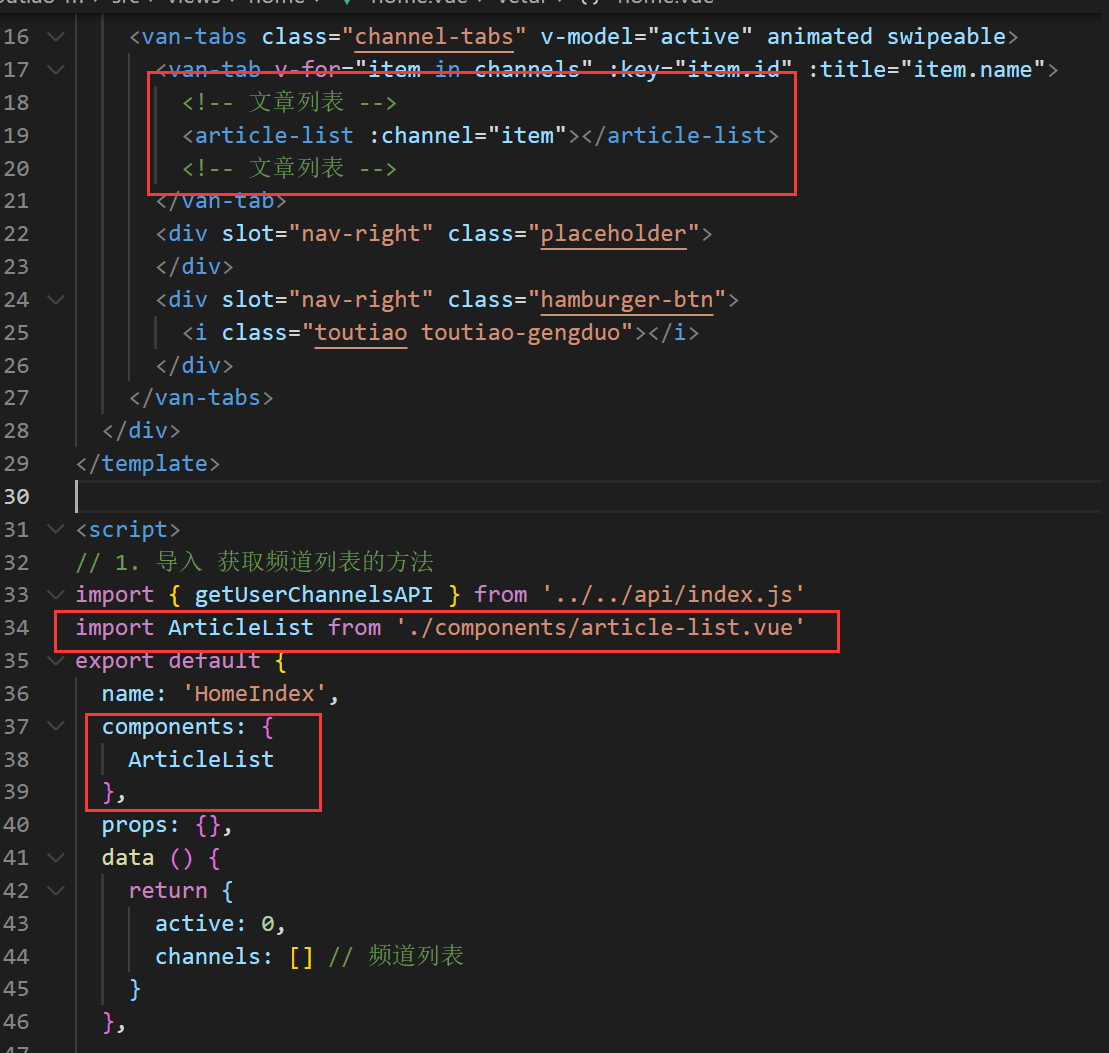 16 <van-tabs class="channel-tabs" v-model="active" animated swipeable>
17 <van-tab v-for="item in channels" :key="item.id" :title="item.name">
18 <!-- 文章列表 -->
19 <article-list :channel="item"></article-list>
20 <!-- 文章列表 -->
21 </van-tab>
22 <div slot="nav-right" class="placeholder">
23 </div>
24 <div slot="nav-right" class="hamburger-btn">
25 <i class="toutiao toutiao-gengduo"></i>
26 </div>
27 </van-tabs>
28 </div>
29 </template>
30
31 <script>
32 // 1. 导入 获取频道列表的方法
33 import { getUserChannelsAPI } from '../../api/index.js'
34 import ArticleList from './components/article-list.vue'
35 export default {
36 name: 'HomeIndex',
37 components: {
38 ArticleList
39 },
40 props: {},
41 data () {
42 return {
43 active: 0,
44 channels: [] // 频道列表
45 }
46 },